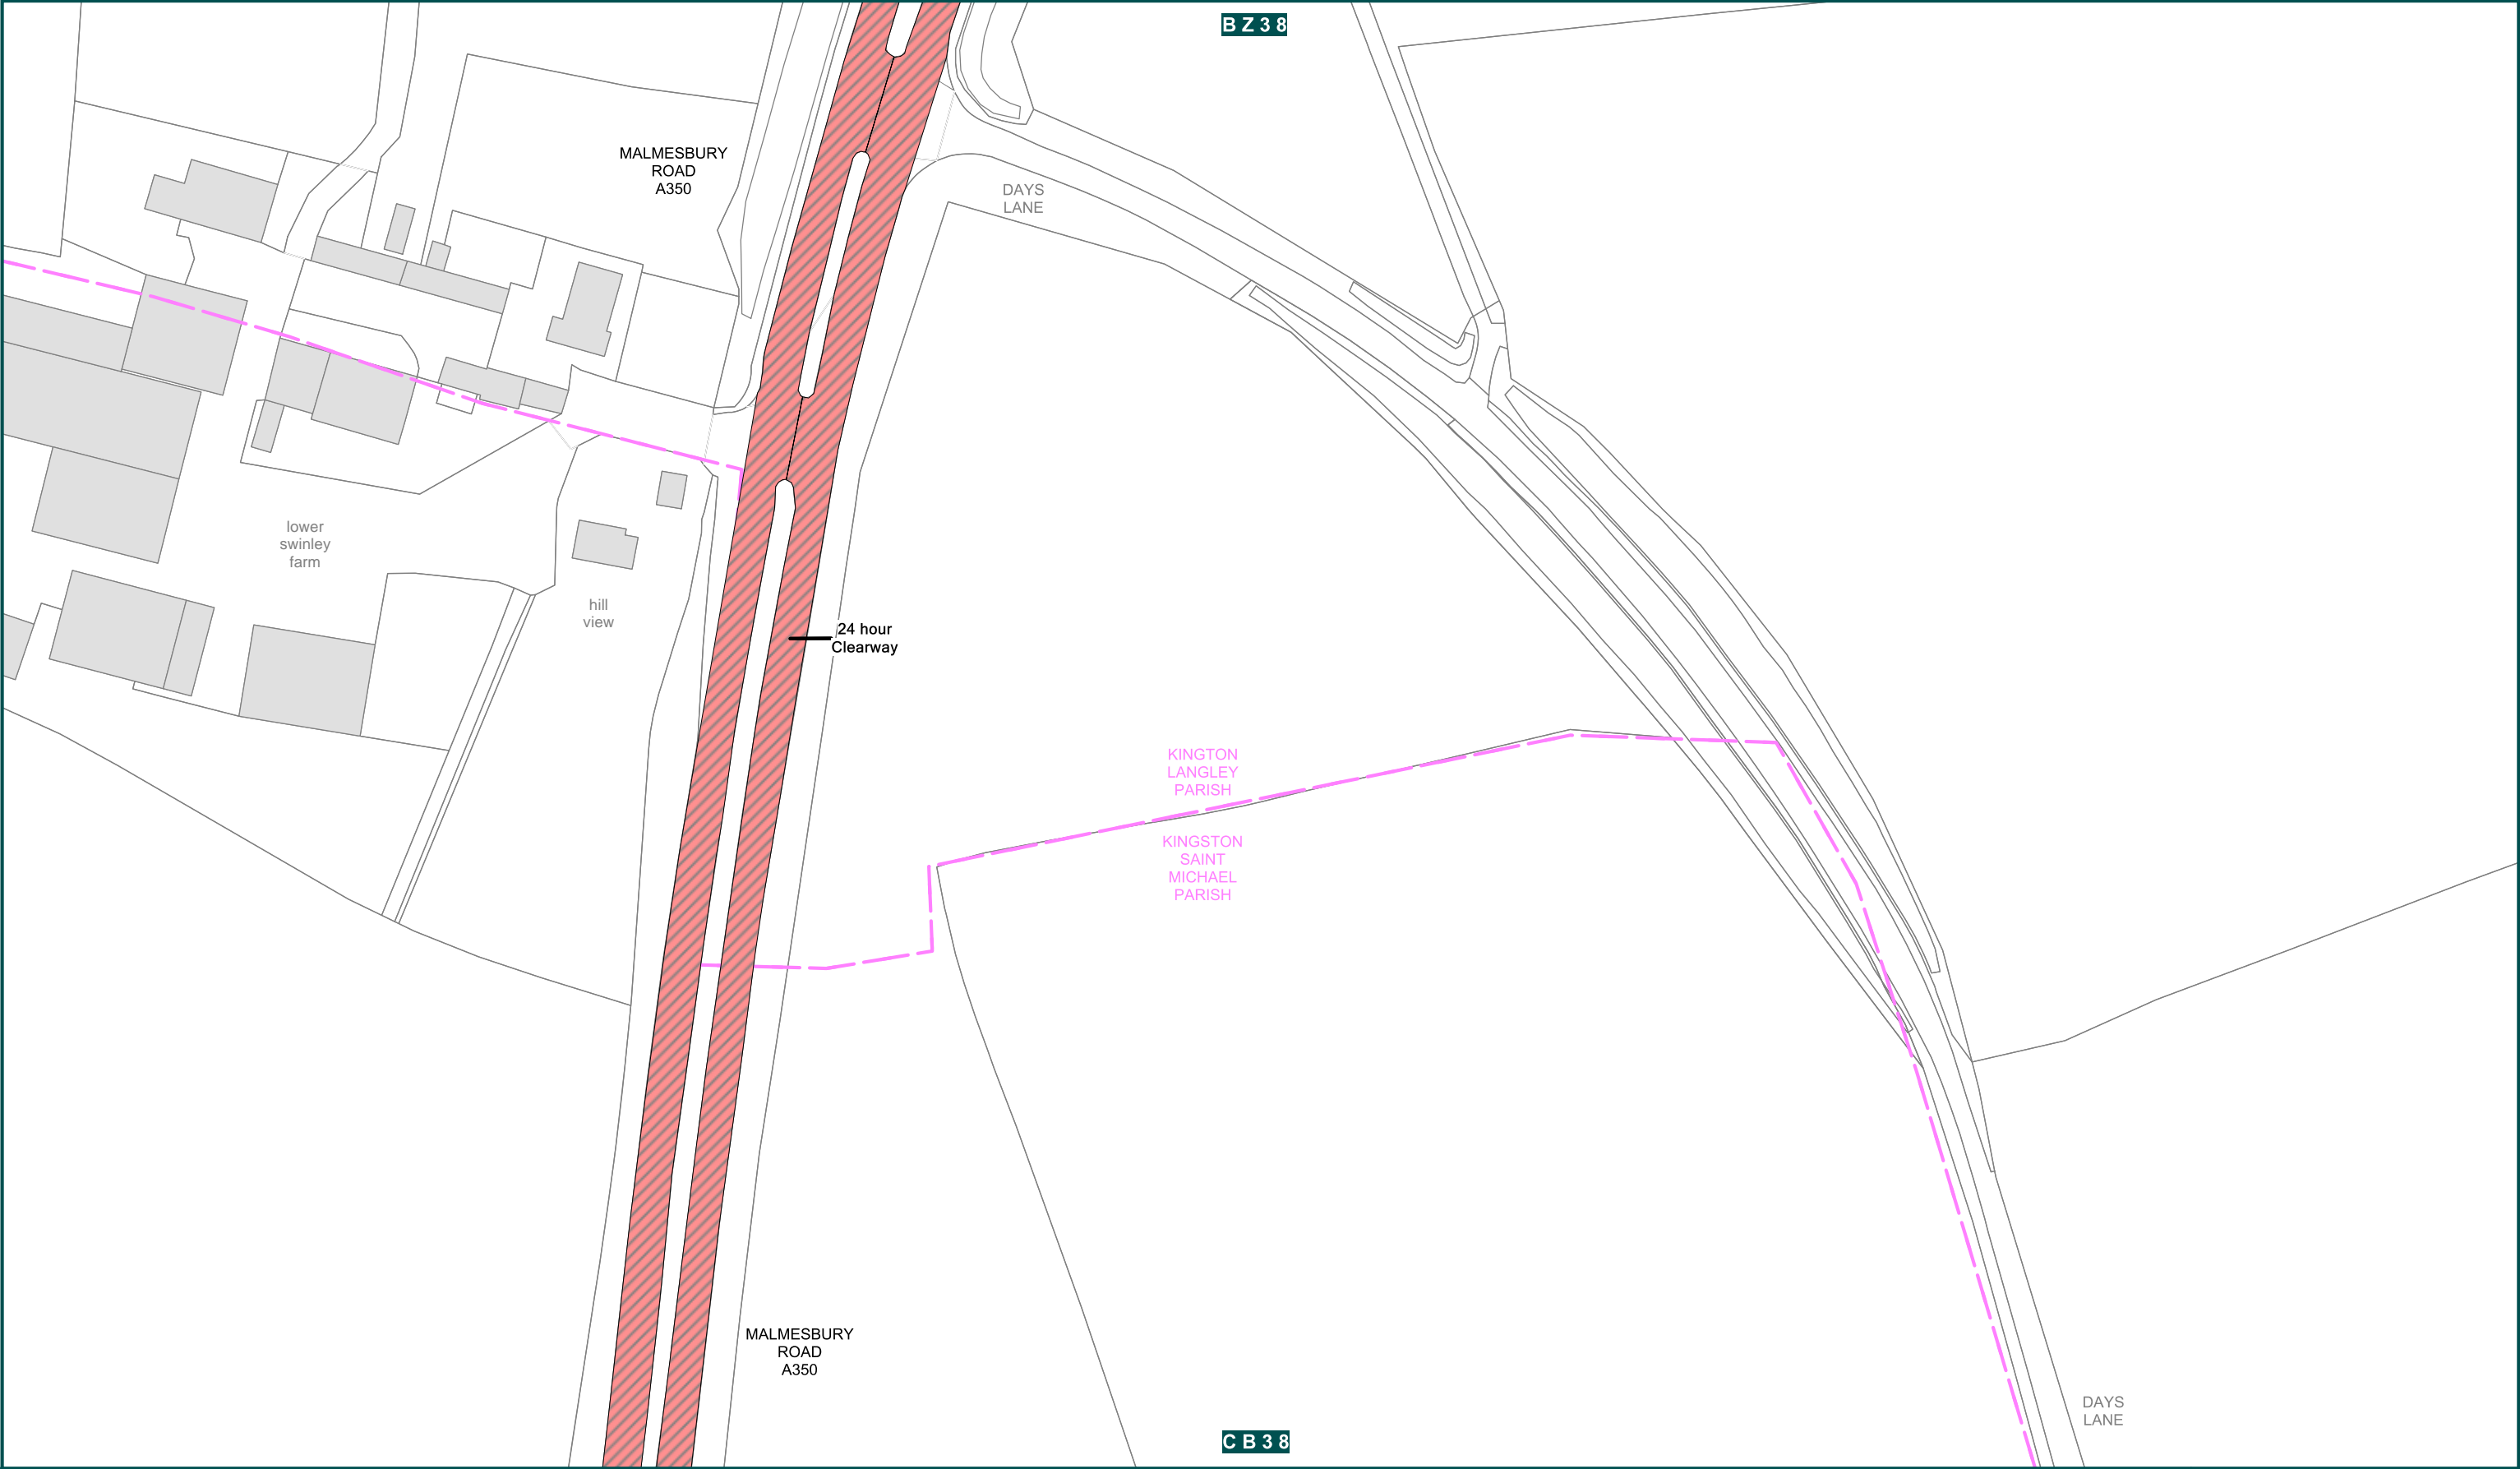 BZ38
MALMESBURY
ROAD
A350
DAYS
LANE
lower
swinley
farm
hill
view
24 hour
Clearway
KINGTON
LANGLEY
PARISH
KINGSTON
SAINT
MICHAEL
PARISH
MALMESBURY
ROAD
A350
DAYS
LANE
CB38